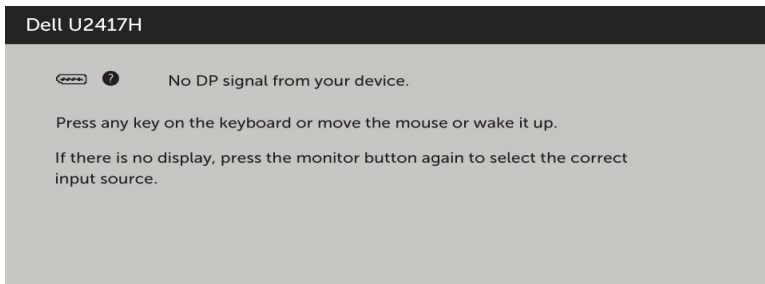 Dell U2417H
? No DP signal from your device.
Press any key on the keyboard or move the mouse or wake it up.
If there is no display, press the monitor button again to select the correct
input source.